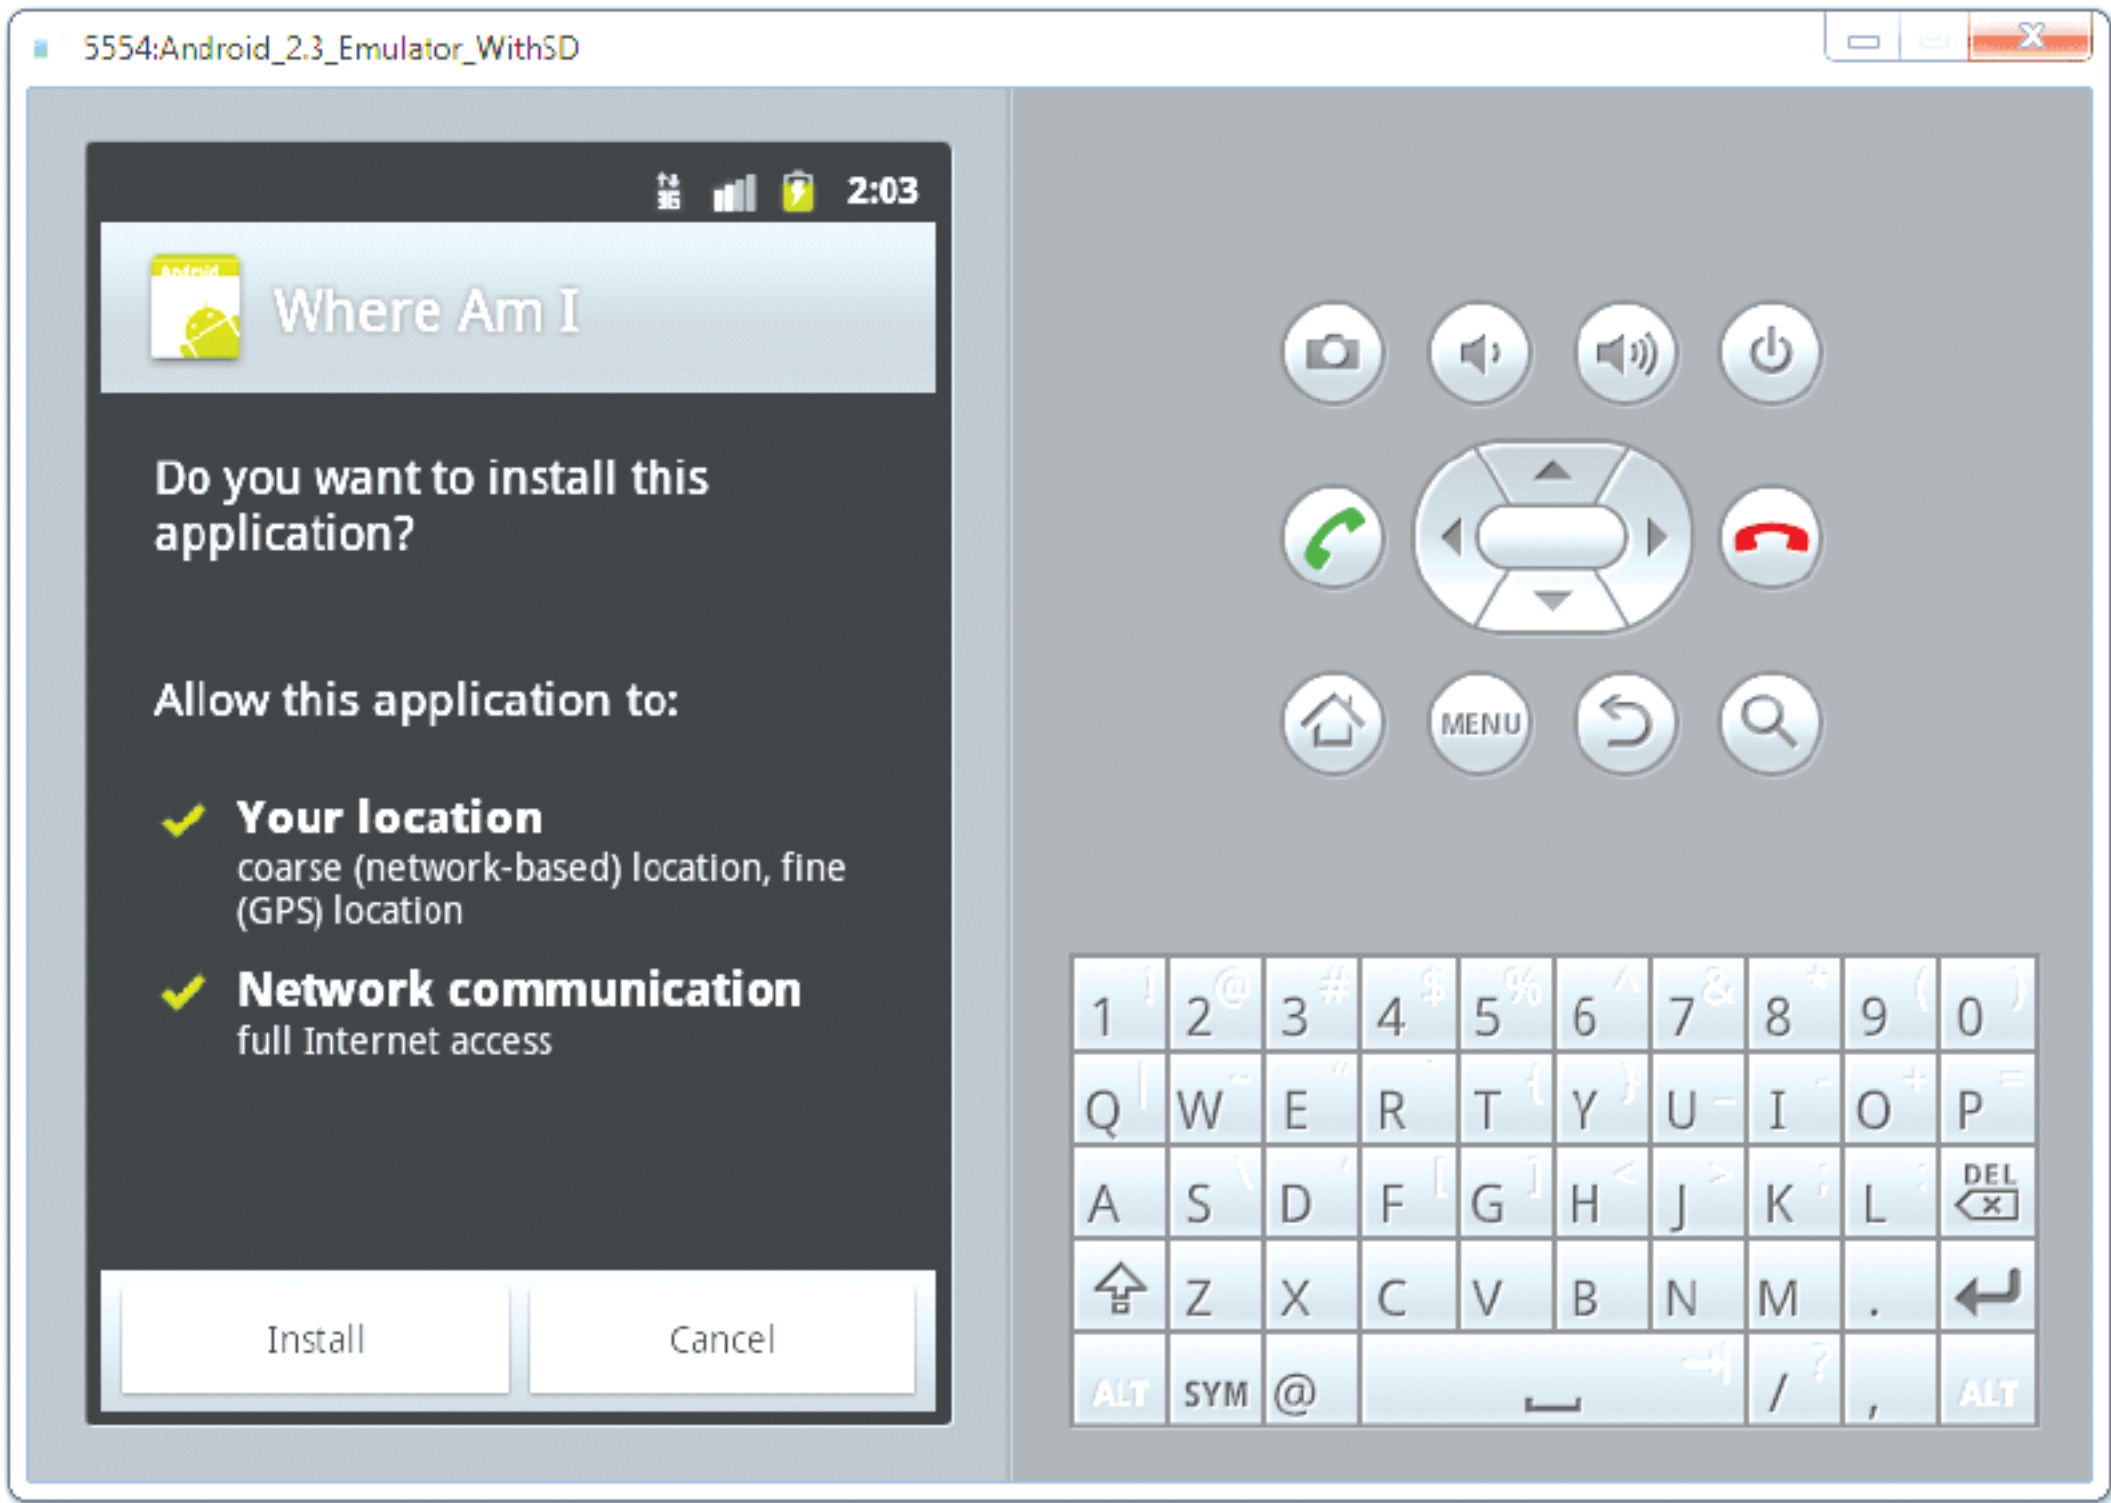 5554:Android_2.3_Emulator_WithSD
3G 2:03
Android
Where Am I
Do you want to install this
application?
Allow this application to:
Your location
coarse (network-based) location, fine
(GPS) location
Network communication
full Internet access
Install Cancel
MENU
1 ! 2 @ 3 # 4 $ 5 % 6 ^ 7 & 8 * 9 ( 0 )
Q | W ~ E " R ` T { Y } U _ I - O + P =
A S \ D ' F [ G ] H < J > K ; L : DEL
Z X C V B N M .
ALT SYM @ / ? , ALT